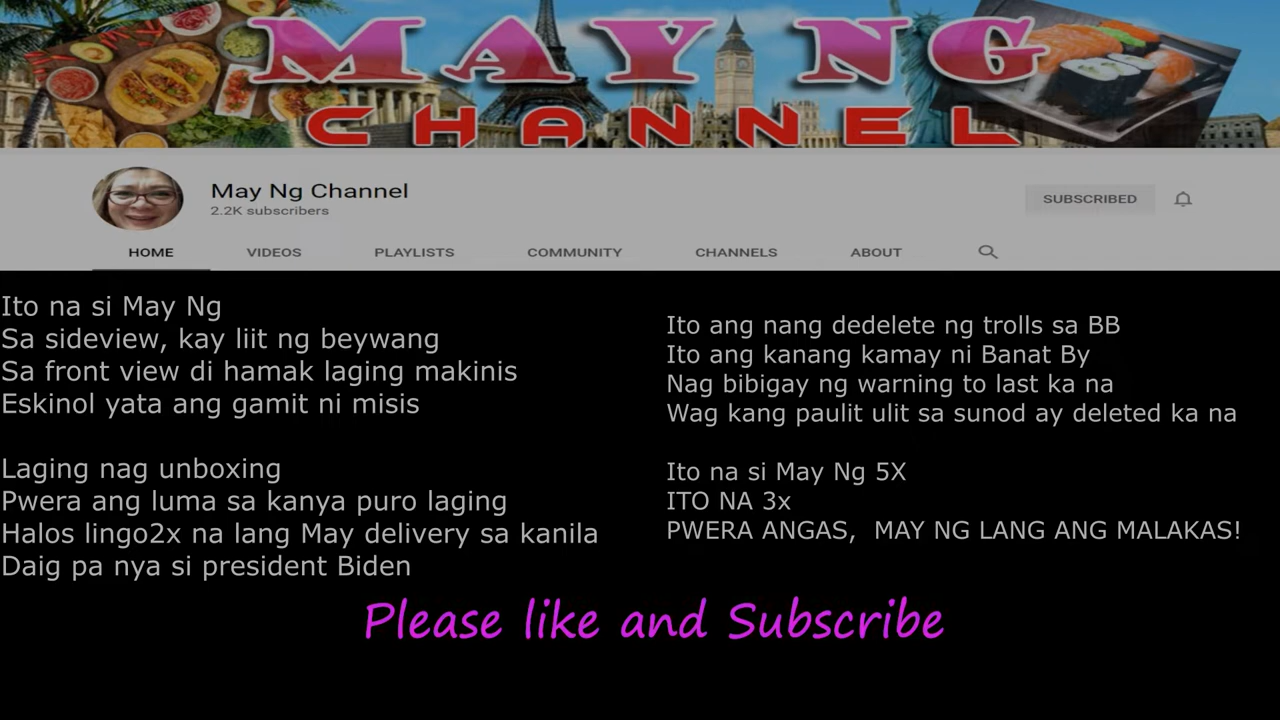 MAY NG
CHANNEL
May Ng Channel
2.2K subscribers
SUBSCRIBED
HOME VIDEOS PLAYLISTS COMMUNITY CHANNELS ABOUT
Ito na si May Ng
Sa sideview, kay liit ng beywang
Sa front view di hamak laging makinis
Eskinol yata ang gamit ni misis
Laging nag unboxing
Pwera ang luma sa kanya puro laging
Halos lingo2x na lang May delivery sa kanila
Daig pa nya si president Biden
Ito ang nang dedelete ng trolls sa BB
Ito ang kanang kamay ni Banat By
Nag bibigay ng warning to last ka na
Wag kang paulit ulit sa sunod ay deleted ka na
Ito na si May Ng 5X
ITO NA 3x
PWERA ANGAS, MAY NG LANG ANG MALAKAS!
Please like and Subscribe